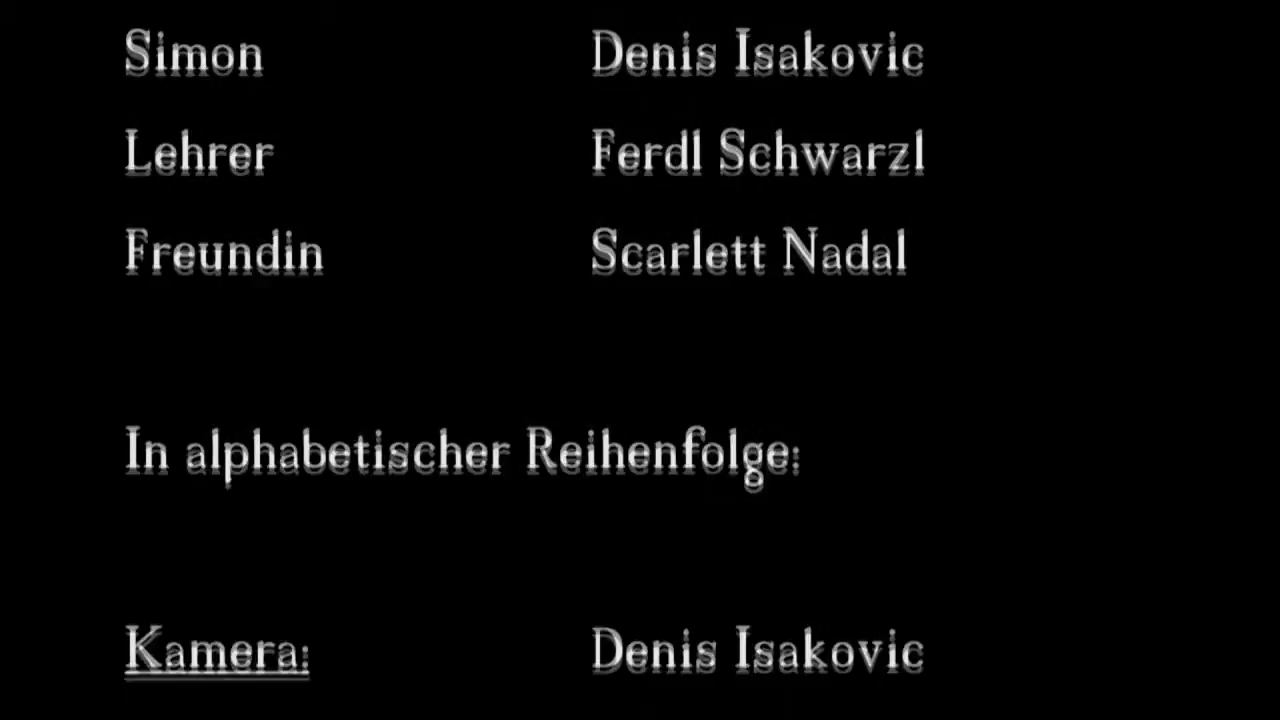 Simon Denis Isakovic
Lehrer Ferdl Schwarzl
Freundin Scarlett Nadal
In alphabetischer Reihenfolge:
Kamera: Denis Isakovic